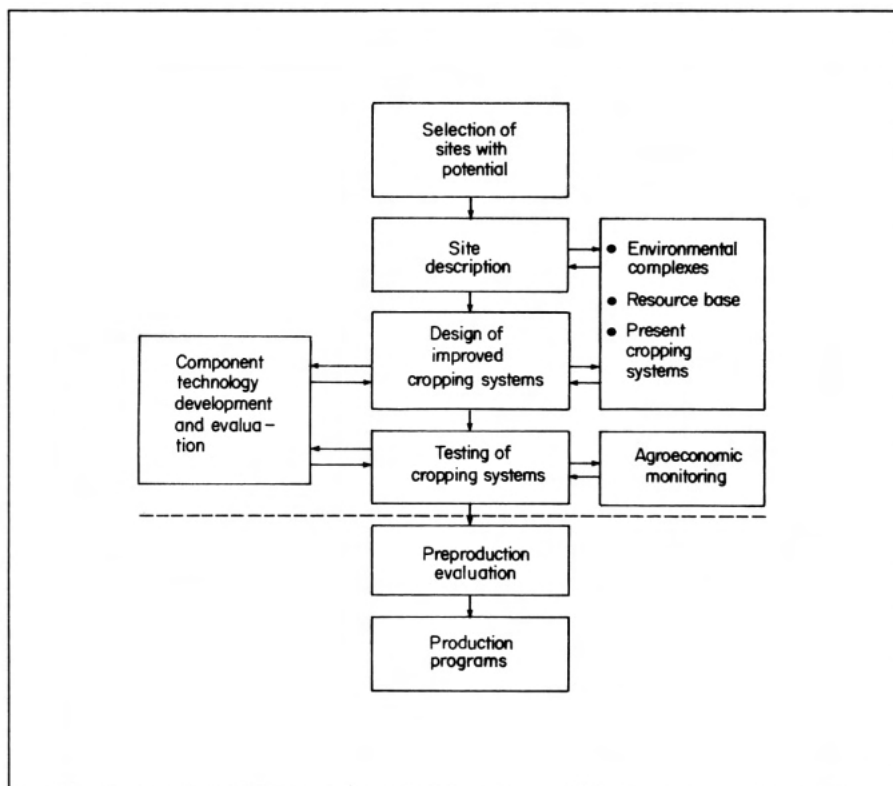 Selection of
sites with
potential
Site
description
• Environmental
complexes
• Resource base
• Present
cropping
systems
Design of
improved
cropping systems
Component
technology
development
and evalua–
tion
Testing of
cropping systems
Agroeconomic
monitoring
Preproduction
evaluation
Production
programs